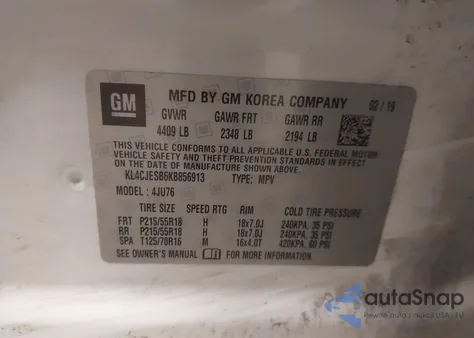 GM
MFD BY GM KOREA COMPANY 03 / 19
GVWR GAWR FRT GAWR RR
4409 LB 2348 LB 2194 LB
THIS VEHICLE CONFORMS TO ALL APPLICABLE U.S. FEDERAL MOTOR
VEHICLE SAFETY, BUMPER, AND THEFT PREVENTION STANDARDS IN
EFFECT ON THE DATE OF MANUFACTURE SHOWN ABOVE.
KL4CJESB6KB856913 TYPE: MPV
MODEL: 4JU76
TIRE SIZE SPEED RTG RIM COLD TIRE PRESSURE
FRT P215/55R18 H 18x7.0J 240KPA, 35 PSI
RR P215/55R18 H 18x7.0J 240KPA, 35 PSI
SPA T125/70R16 M 16x4.0T 420KPA, 60 PSI
SEE OWNER'S MANUAL FOR MORE INFORMATION.
autoSnap